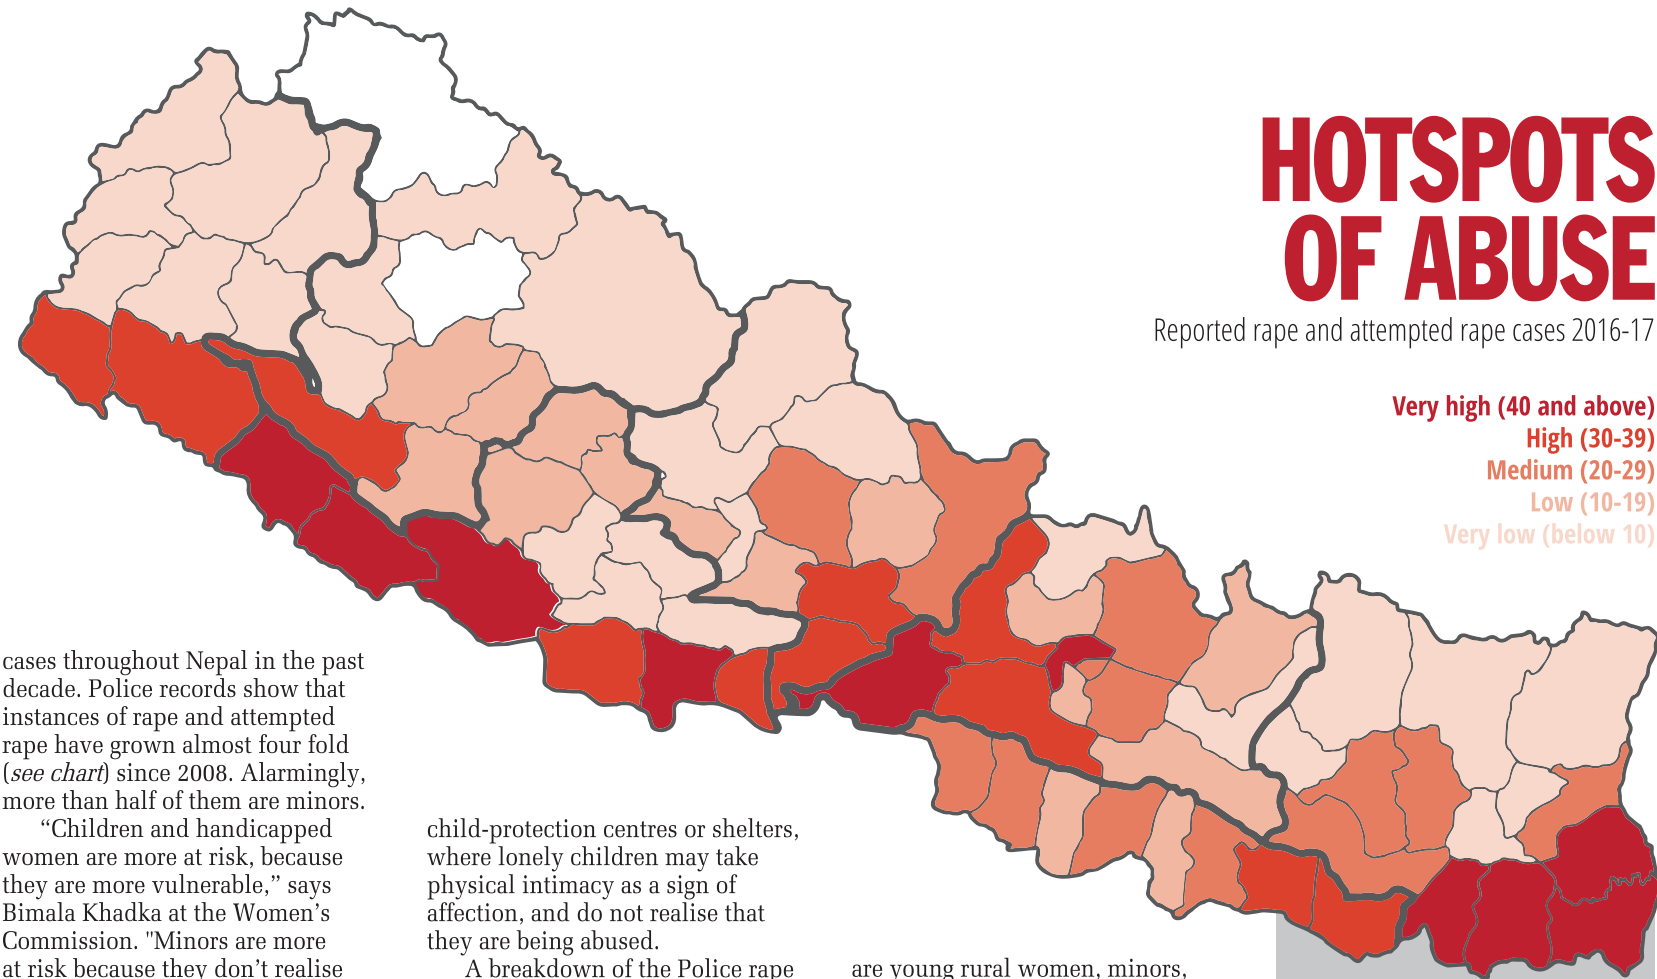 HOTSPOTS
OF ABUSE
Reported rape and attempted rape cases 2016-17
Very high (40 and above)
High (30-39)
Medium (20-29)
Low (10-19)
Very low (below 10)
cases throughout Nepal in the past
decade. Police records show that
instances of rape and attempted
rape have grown almost four fold
(see chart) since 2008. Alarmingly,
more than half of them are minors.
“Children and handicapped
women are more at risk, because
they are more vulnerable,” says
Bimala Khadka at the Women’s
Commission. "Minors are more
at risk because they don’t realise
child-protection centres or shelters,
where lonely children may take
physical intimacy as a sign of
affection, and do not realise that
they are being abused.
A breakdown of the Police rape
are young rural women, minors,